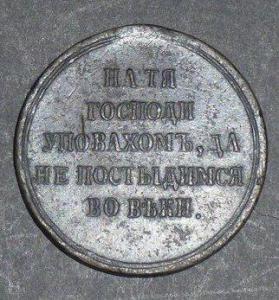 НА ТЯ
ГОСПОДИ
УПОВАХОМЪ, ДА
НЕ ПОСТЫДИМСЯ
ВО ВѢКИ.